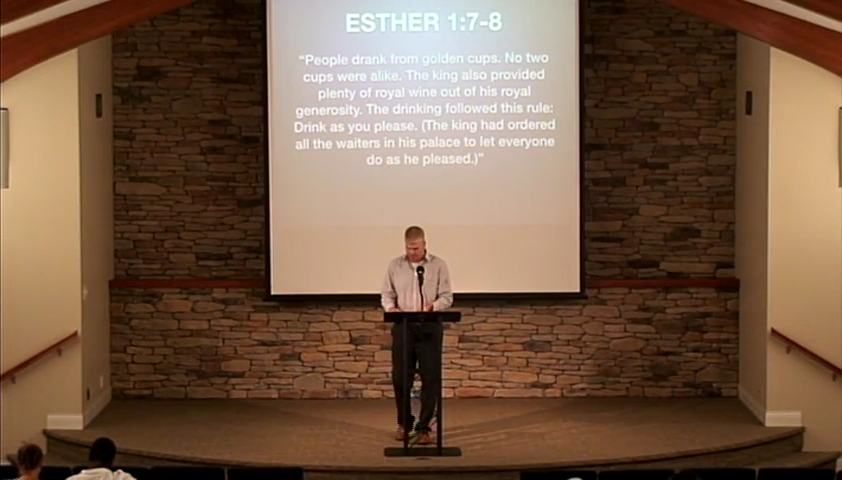 ESTHER 1:7-8
“People drank from golden cups. No two
cups were alike. The king also provided
plenty of royal wine out of his royal
generosity. The drinking followed this rule:
Drink as you please. (The king had ordered
all the waiters in his palace to let everyone
do as he pleased.)”